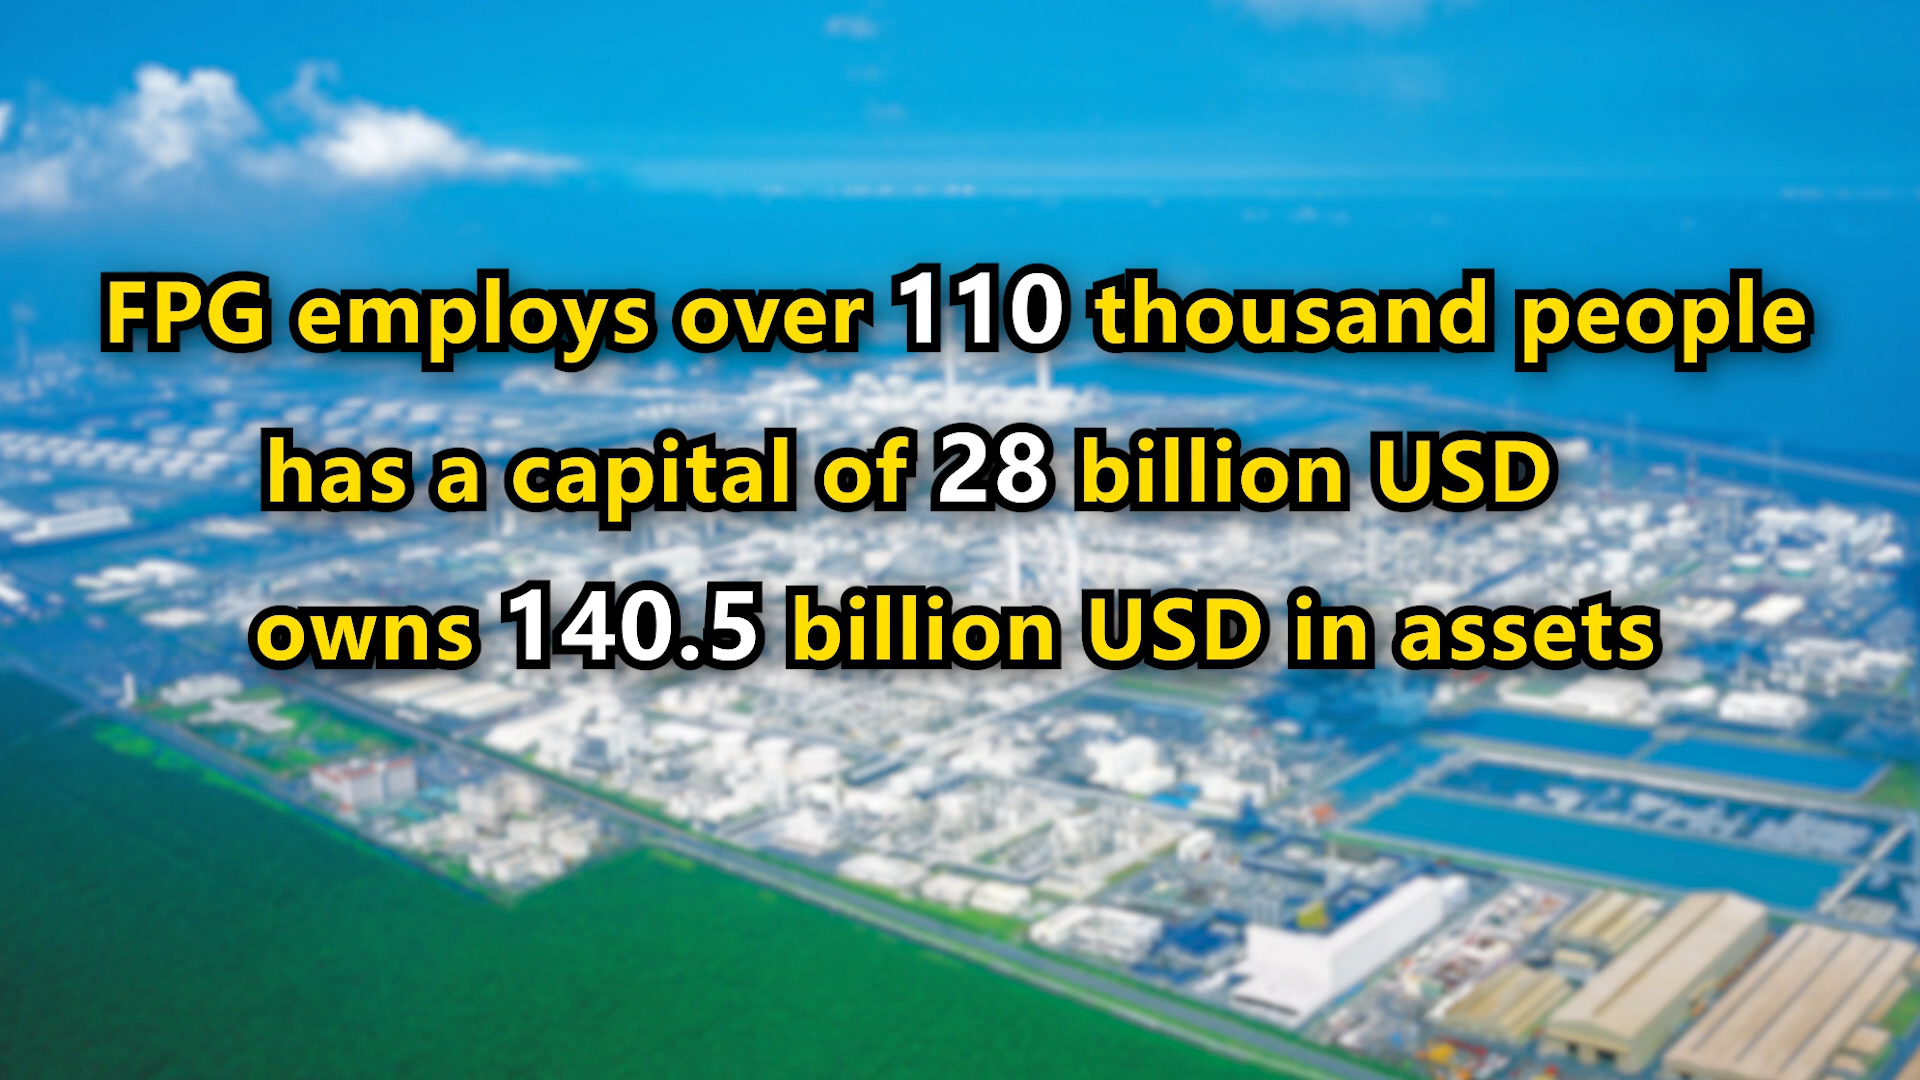 FPG employs over 110 thousand people
has a capital of 28 billion USD
owns 140.5 billion USD in assets